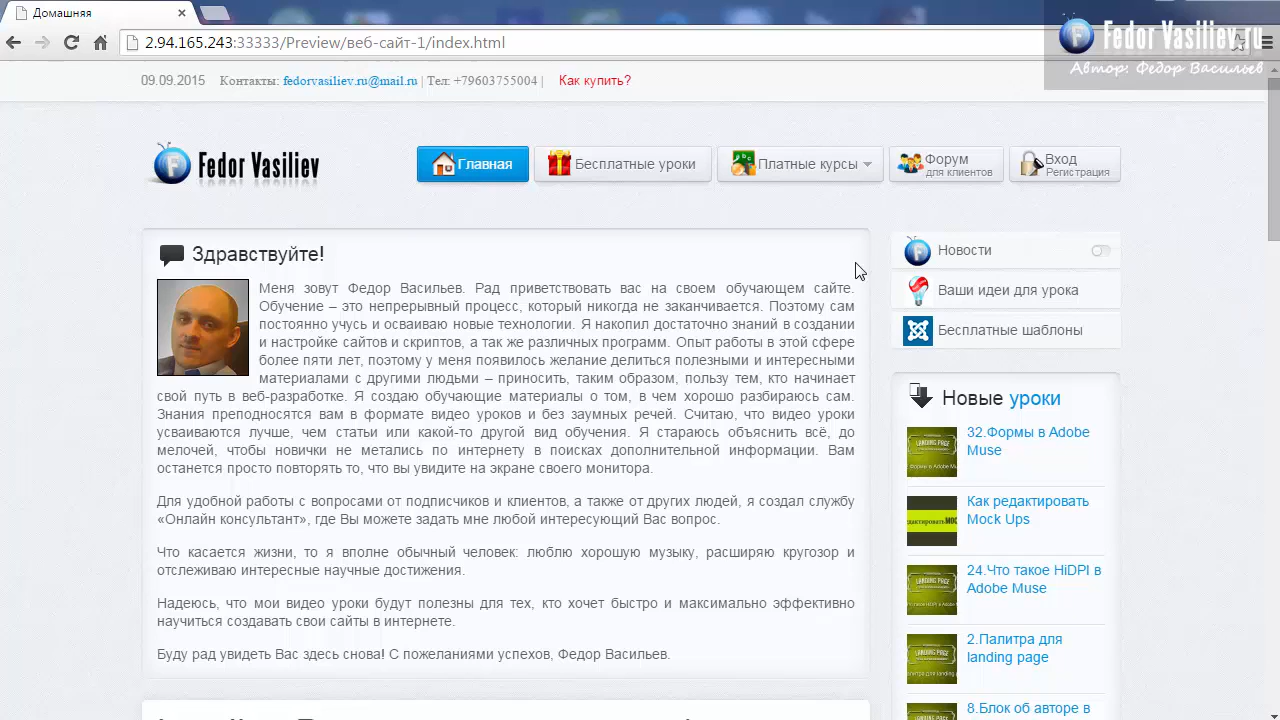 Домашняя
2.94.165.243:33333/Preview/веб-сайт-1/index.html
Fedor Vasiliev.ru
Автор: Федор Васильев
09.09.2015 Контакты: fedorvasiliev.ru@mail.ru | Тел: +79603755004 | Как купить?
Fedor Vasiliev
Главная
Бесплатные уроки
Платные курсы
Форум
для клиентов
Вход
Регистрация
Здравствуйте!
Меня зовут Федор Васильев. Рад приветствовать вас на своем обучающем сайте.
Обучение – это непрерывный процесс, который никогда не заканчивается. Поэтому сам
постоянно учусь и осваиваю новые технологии. Я накопил достаточно знаний в создании
и настройке сайтов и скриптов, а так же различных программ. Опыт работы в этой сфере
более пяти лет, поэтому у меня появилось желание делиться полезными и интересными
материалами с другими людьми – приносить, таким образом, пользу тем, кто начинает
свой путь в веб-разработке. Я создаю обучающие материалы о том, в чем хорошо разбираюсь сам.
Знания преподносятся вам в формате видео уроков и без заумных речей. Считаю, что видео уроки
усваиваются лучше, чем статьи или какой-то другой вид обучения. Я стараюсь объяснить всё, до
мелочей, чтобы новички не метались по интернету в поисках дополнительной информации. Вам
останется просто повторять то, что вы увидите на экране своего монитора.
Для удобной работы с вопросами от подписчиков и клиентов, а также от других людей, я создал службу
«Онлайн консультант», где Вы можете задать мне любой интересующий Вас вопрос.
Что касается жизни, то я вполне обычный человек: люблю хорошую музыку, расширяю кругозор и
отслеживаю интересные научные достижения.
Надеюсь, что мои видео уроки будут полезны для тех, кто хочет быстро и максимально эффективно
научиться создавать свои сайты в интернете.
Буду рад видеть Вас здесь снова! С пожеланиями успехов, Федор Васильев.
Новости
Ваши идеи для урока
Бесплатные шаблоны
Новые уроки
32.Формы в Adobe
Muse
Как редактировать
Mock Ups
24.Что такое HiDPI в
Adobe Muse
2.Палитра для
landing page
8.Блок об авторе в